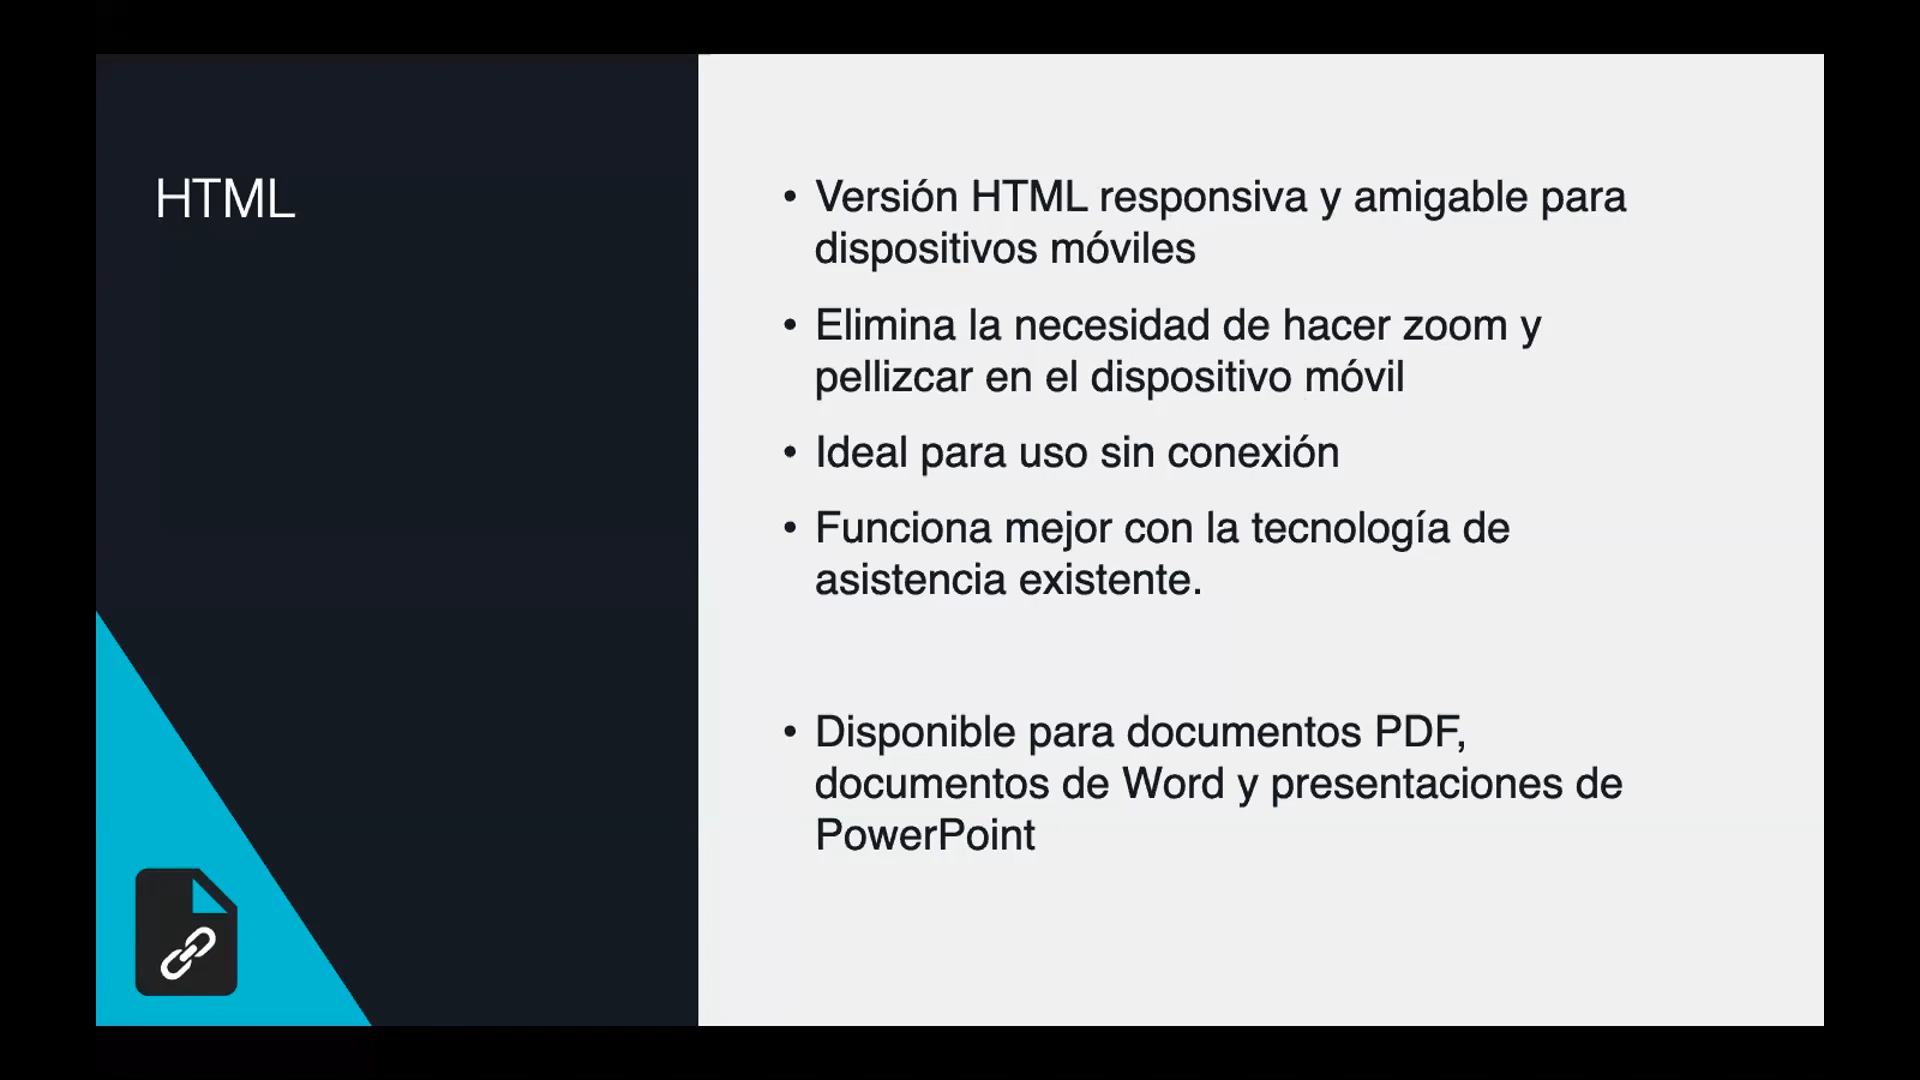 HTML
• Versión HTML responsiva y amigable para
dispositivos móviles
• Elimina la necesidad de hacer zoom y
pellizcar en el dispositivo móvil
• Ideal para uso sin conexión
• Funciona mejor con la tecnología de
asistencia existente.
• Disponible para documentos PDF,
documentos de Word y presentaciones de
PowerPoint